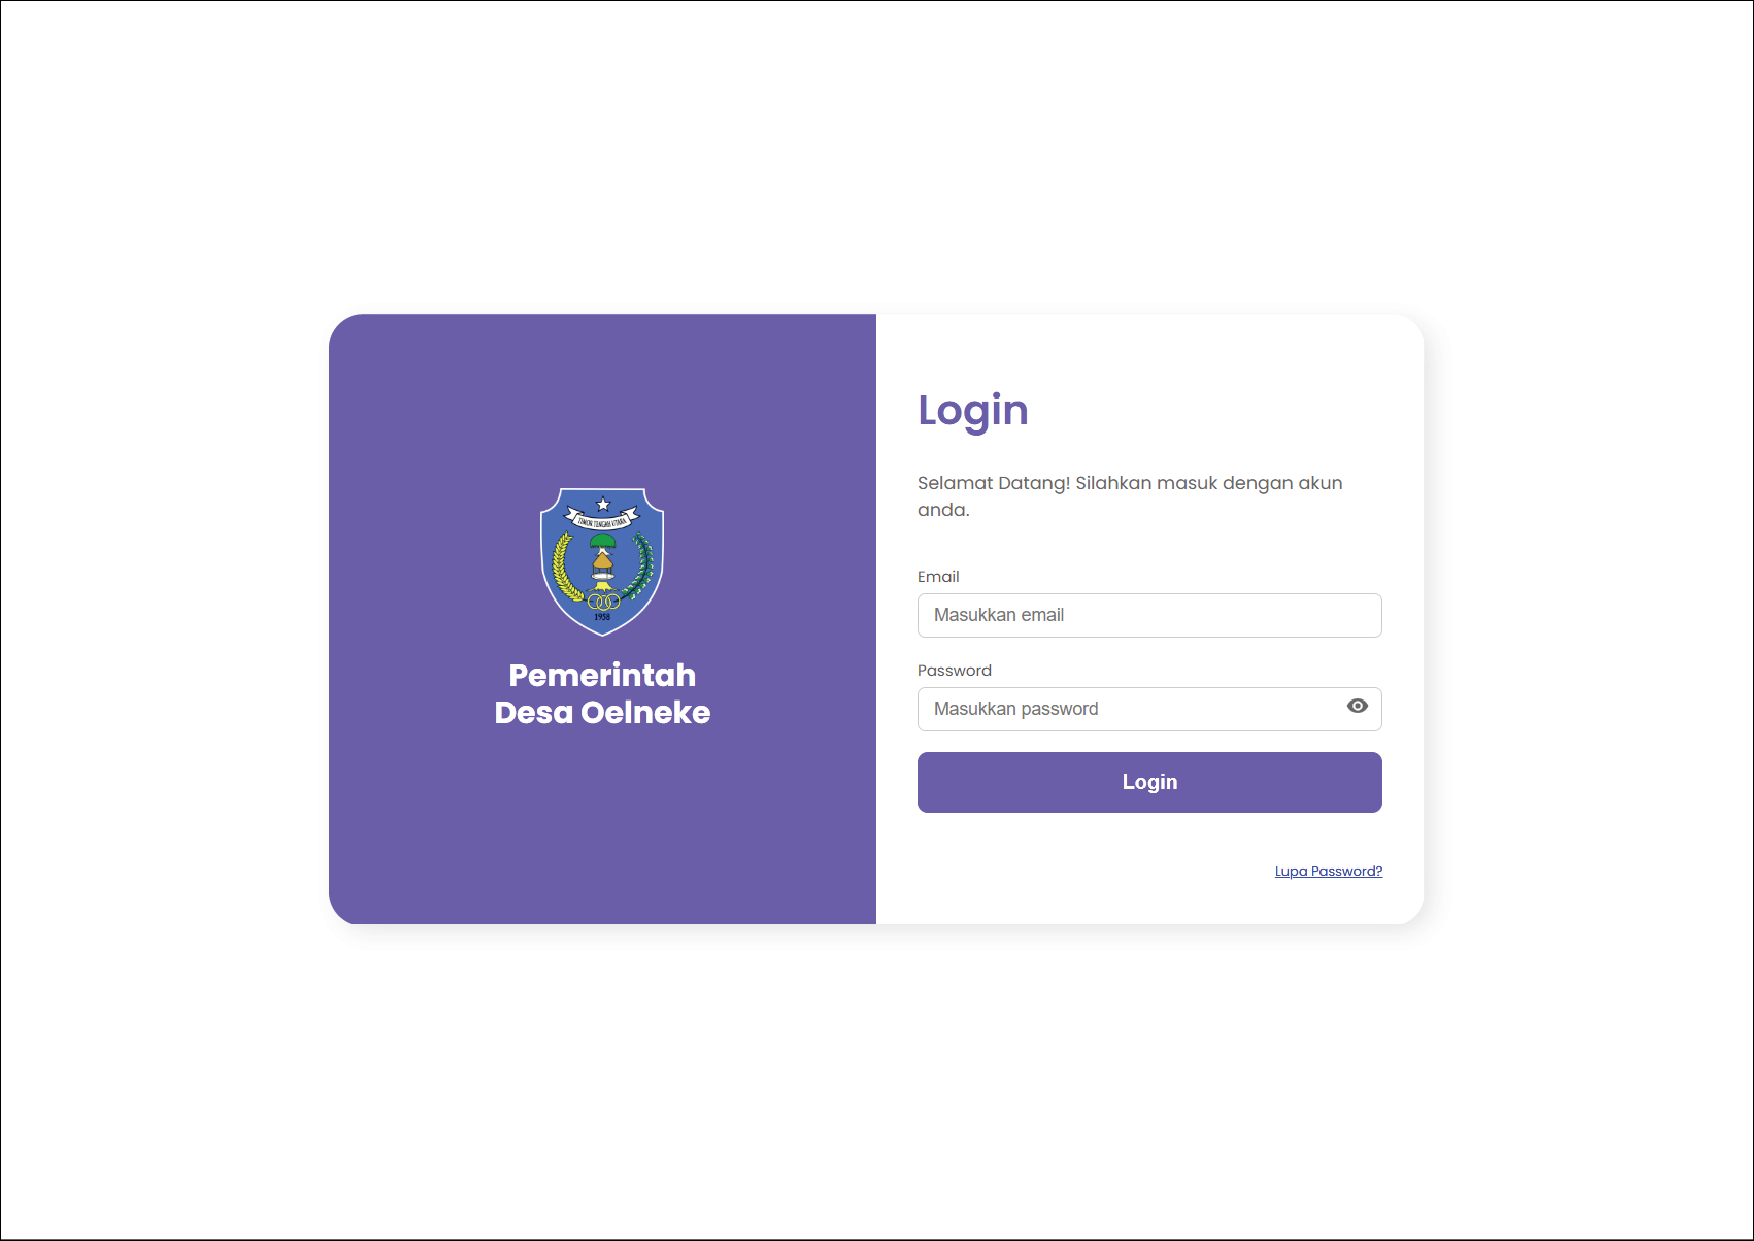 TIMOR TENGAH UTARA
1958
Pemerintah
Desa Oelneke
Login
Selamat Datang! Silahkan masuk dengan akun
anda.
Email
Masukkan email
Password
Masukkan password
Login
Lupa Password?